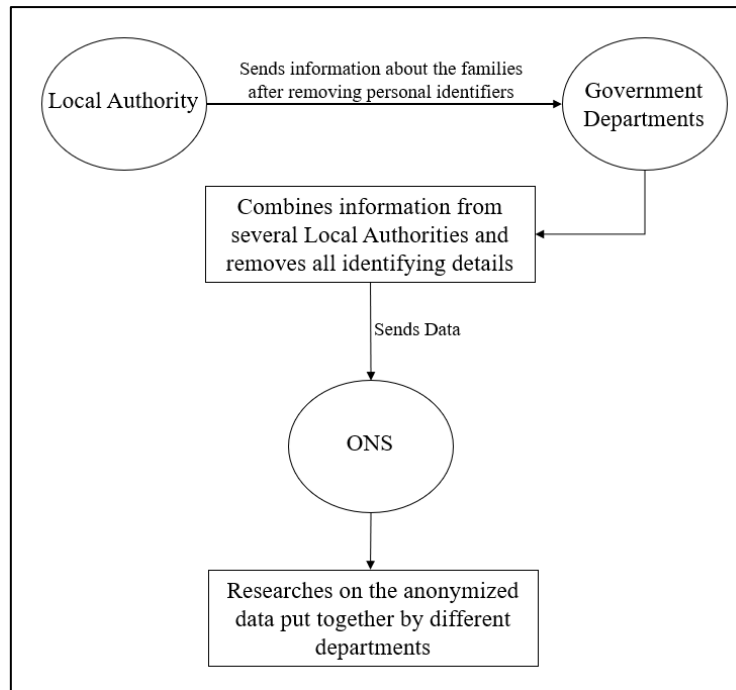 Sends information about the families
after removing personal identifiers
Local Authority
Government
Departments
Combines information from
several Local Authorities and
removes all identifying details
Sends Data
ONS
Researches on the anonymized
data put together by different
departments